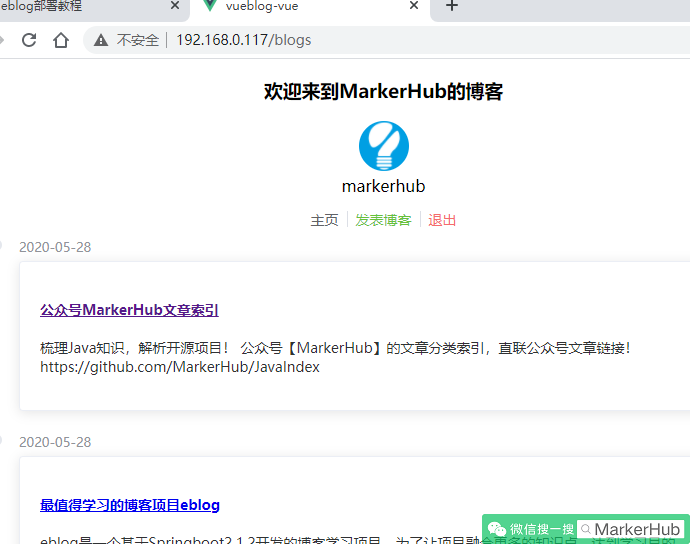 eblog部署教程
vueblog-vue
不安全
192.168.0.117/blogs
欢迎来到MarkerHub的博客
markerhub
主页 发表博客 退出
2020-05-28
公众号MarkerHub文章索引
梳理Java知识，解析开源项目！ 公众号【MarkerHub】的文章分类索引，直联公众号文章链接！
https://github.com/MarkerHub/JavaIndex
2020-05-28
最值得学习的博客项目eblog
eblog是一个基于Springboot2.1.2开发的博客学习项目，为了让项目融合更多的知识点，达到学习目的
微信搜一搜 MarkerHub